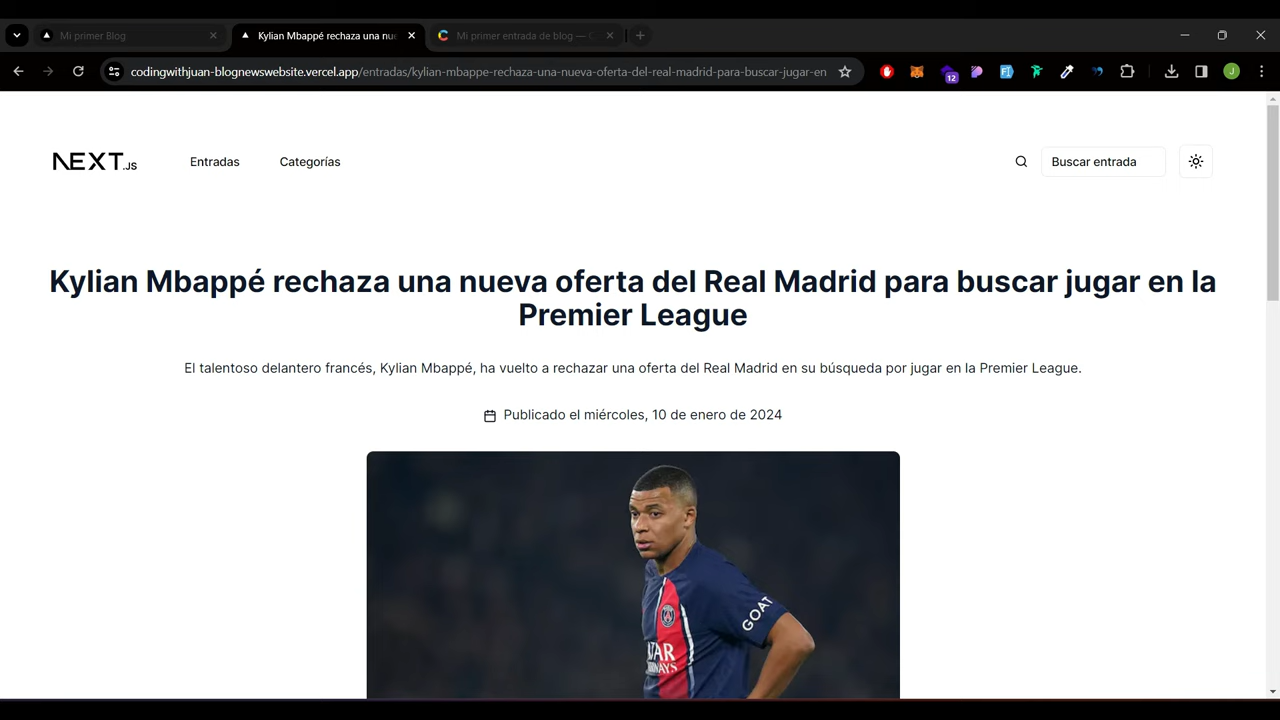 Mi primer Blog
Kylian Mbappé rechaza una nue
Mi primer entrada de blog — C
codingwithjuan-blognewswebsite.vercel.app/entradas/kylian-mbappe-rechaza-una-nueva-oferta-del-real-madrid-para-buscar-jugar-en
12
J
NEXT.JS
Entradas
Categorías
Buscar entrada
Kylian Mbappé rechaza una nueva oferta del Real Madrid para buscar jugar en la
Premier League
El talentoso delantero francés, Kylian Mbappé, ha vuelto a rechazar una oferta del Real Madrid en su búsqueda por jugar en la Premier League.
Publicado el miércoles, 10 de enero de 2024
GOAT